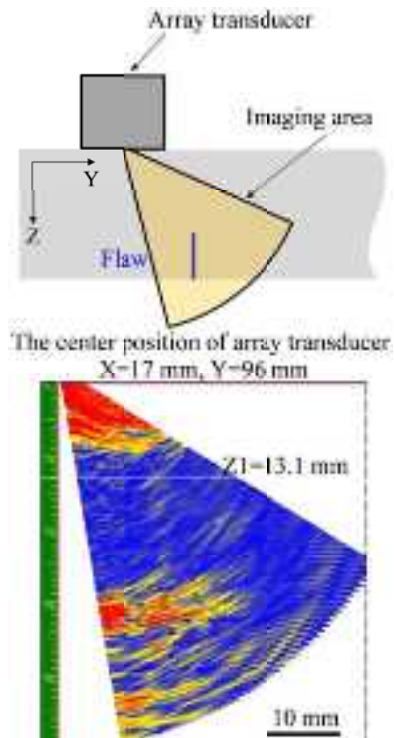 Array transducer
Imaging area
Y
Z
Flaw
The center position of array transducer
X=17 mm, Y=96 mm
Z1=13.1 mm
10 mm